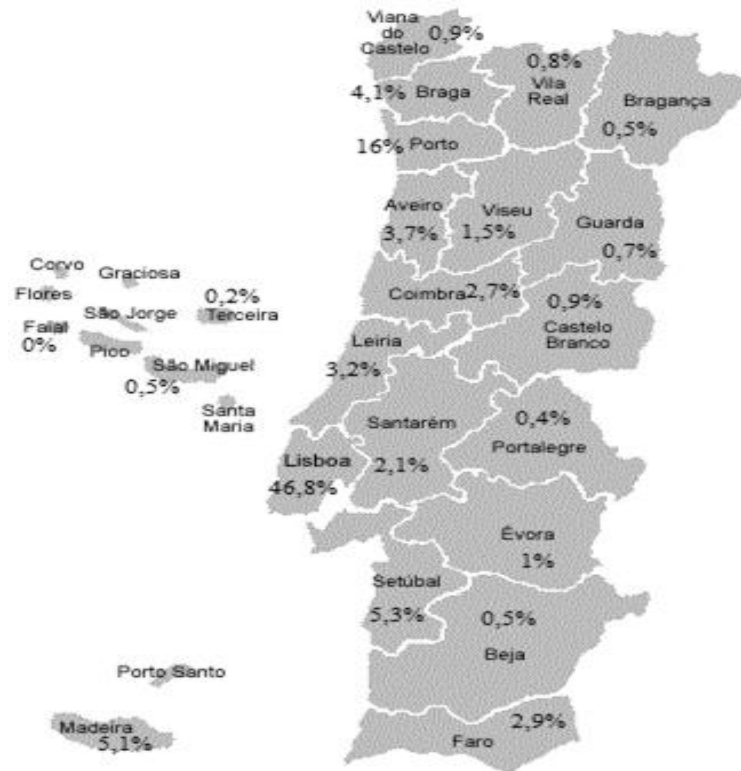 Viana
do
Castelo
0,9%
0,8%
Vila
Real
Bragança
0,5%
4,1%
Braga
16%
Porto
Aveiro
3,7%
Viseu
1,5%
Guarda
0,7%
Corvo
Graciosa
Flores
0,2%
São Jorge
Terceira
Faial
0%
Pico
São Miguel
0,5%
Santa
Maria
Coimbra
2,7%
0,9%
Castelo
Branco
Leiria
3,2%
Santarém
2,1%
0,4%
Portalegre
Lisboa
46,8%
Évora
1%
Setúbal
5,3%
0,5%
Beja
Porto Santo
Madeira
5,1%
2,9%
Faro